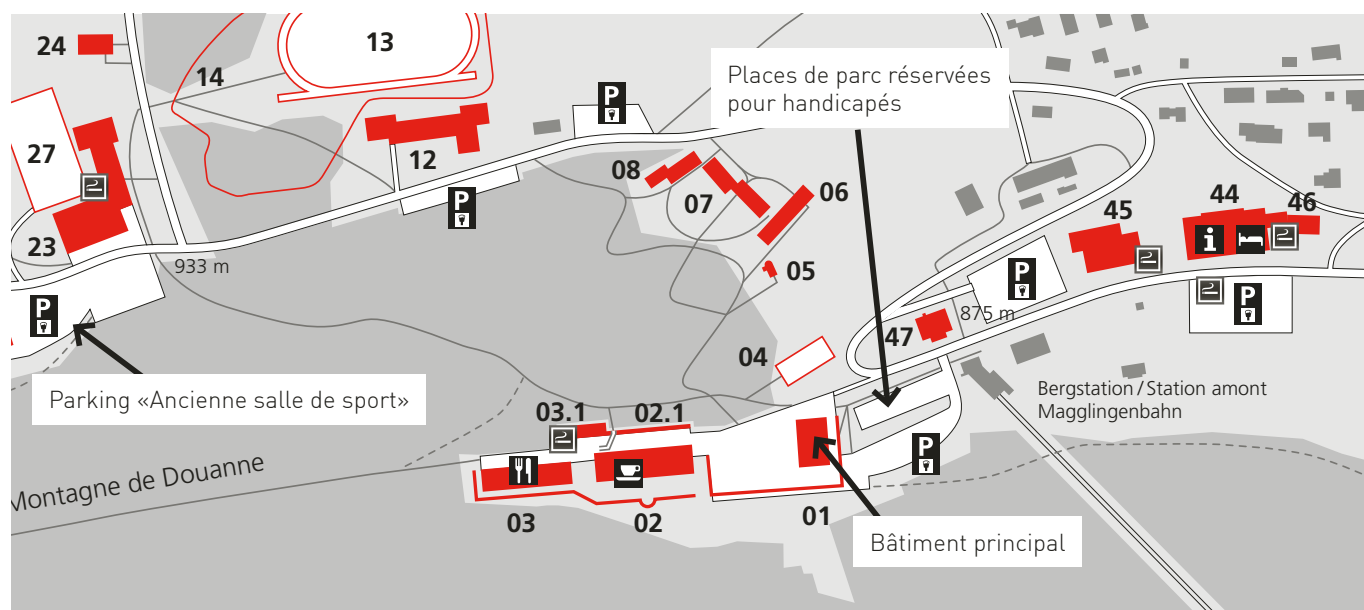 24
13
14
Places de parc réservées
pour handicapés
P
27
12
P
08
07
06
44
46
45
i
23
933 m
05
P
P
P
47
875 m
04
Parking «Ancienne salle de sport»
Bergstation / Station amont
Magglingenbahn
03.1
02.1
P
Montagne de Douanne
03
02
01
Bâtiment principal